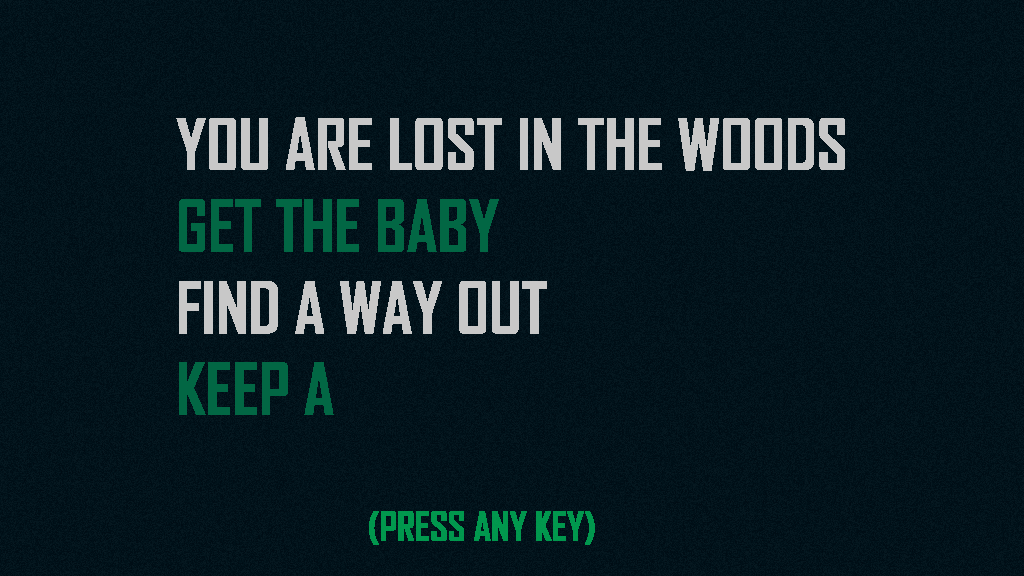 YOU ARE LOST IN THE WOODS
GET THE BABY
FIND A WAY OUT
KEEP A
(PRESS ANY KEY)